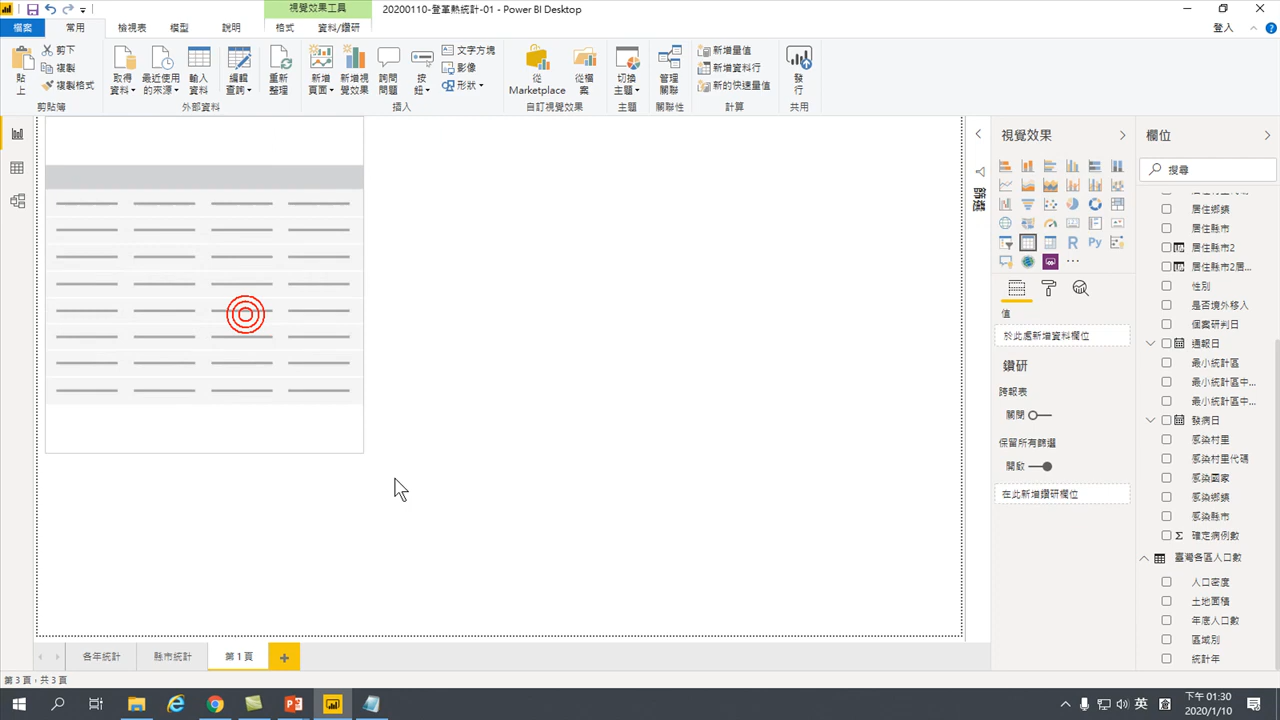 視覺效果工具
20200110-登革熱統計-01 - Power BI Desktop
檔案
常用
檢視表
模型
說明
格式
資料/鑽研
登入
貼上
剪下
複製
複製格式
剪貼簿
取得資料
最近使用的來源
輸入資料
編輯查詢
外部資料
重新整理
新增頁面
新增視覺效果
詢問問題
按鈕
文字方塊
影像
形狀
插入
從 Marketplace
從檔案
自訂視覺效果
切換主題
主題
管理關聯
關聯性
新增量值
新增資料行
新的快速量值
計算
發行
共用
篩選
視覺效果
R
Py
值
於此處新增資料欄位
鑽研
跨報表
關閉
保留所有篩選
開啟
在此新增鑽研欄位
欄位
搜尋
居住鄉鎮
居住縣市
居住縣市2
居住縣市2居...
性別
是否境外移入
個案研判日
通報日
最小統計區
最小統計區中...
最小統計區中...
發病日
感染村里
感染村里代碼
感染國家
感染鄉鎮
感染縣市
Σ 確定病例數
臺灣各區人口數
人口密度
土地面積
年底人口數
區域別
統計年
各年統計
縣市統計
第 1 頁
第 3 頁，共 3 頁
英
下午 01:30
2020/1/10